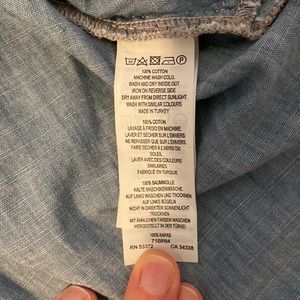 100% COTTON
MACHINE WASH COLD,
WASH AND DRY INSIDE OUT
IRON ON REVERSE SIDE
DRY AWAY FROM DIRECT SUNLIGHT
WASH WITH SIMILAR COLOURS
MADE IN TURKEY
100% COTON
LAVAGE À FROID EN MACHINE,
LAVER ET SÉCHER SUR L'ENVERS
NE REPASSER QUE SUR L'ENVERS
FAIRE SÉCHER À L'ABRI DU
SOLEIL
LAVER AVEC DES COULEURS
SIMILAIRES
FABRIQUÉ EN TURQUIE
100% BAUMWOLLE
KALTE MASCHINENWÄSCHE
AUF LINKS WASCHEN UND TROCKNEN
AUF LINKS BÜGELN
NICHT IN DIREKTEM SONNENLICHT
TROCKNEN
MIT ÄHNLICHEN FARBEN WASCHEN
HERGESTELLT IN DER TÜRKEI
100% KAPAS
71BRM
RN 53372 CA 34338